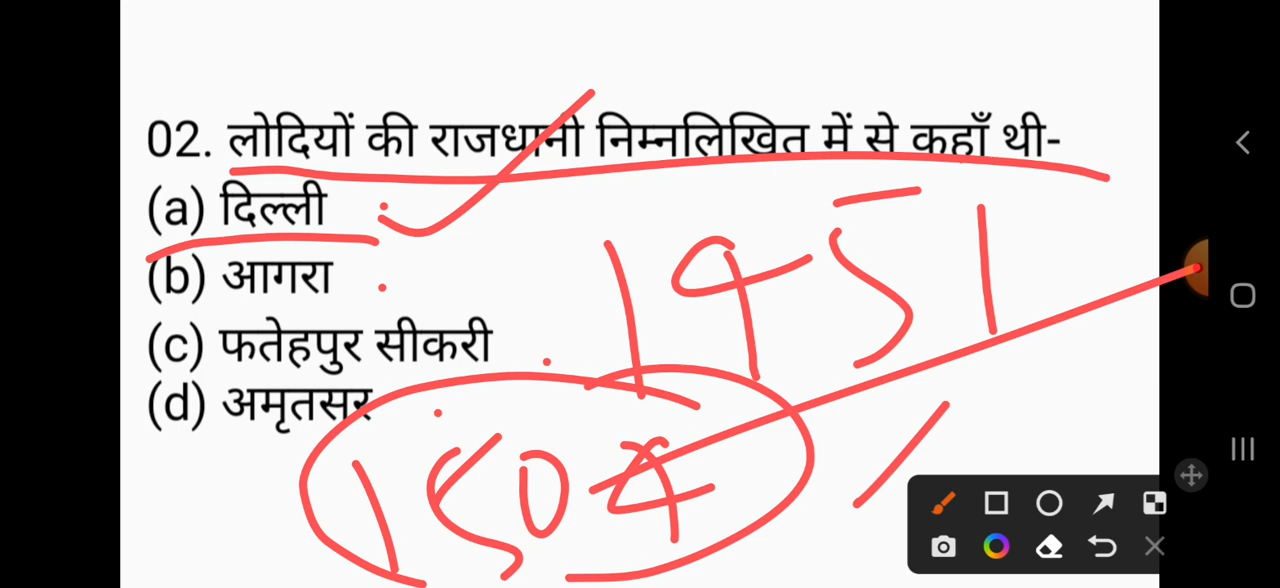 02. लोदियों की राजधानी निम्नलिखित में से कहाँ थी-
(a) दिल्ली
(b) आगरा
(c) फतेहपुर सीकरी
(d) अमृतसर
1451
1504